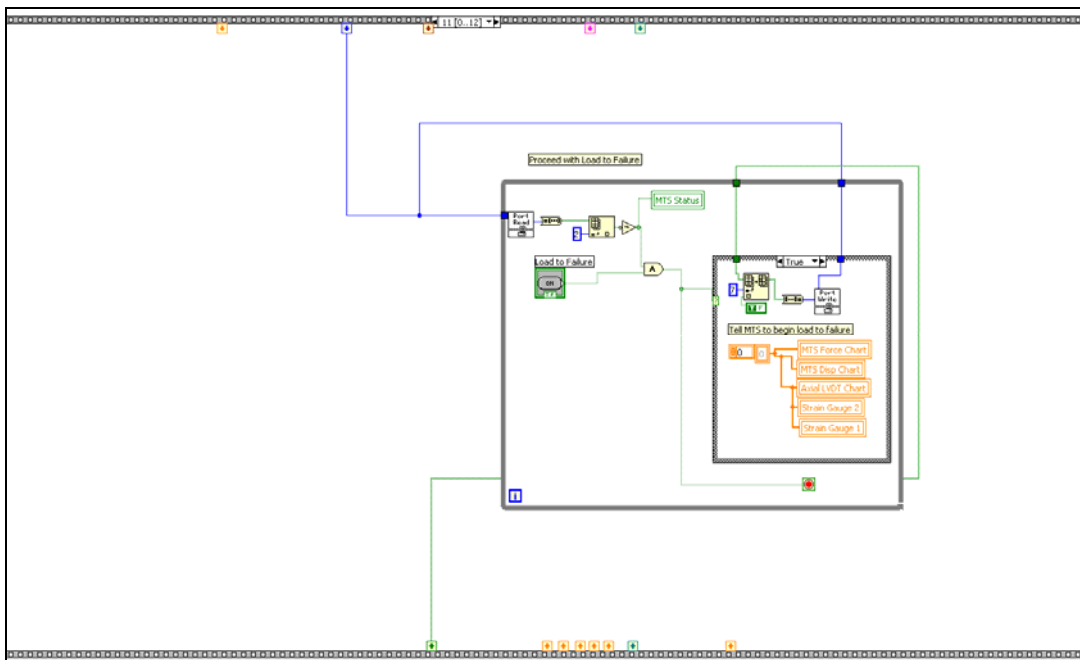 11 [0..12]
Proceed with Load to Failure
MTS Status
Port
Read
Load to Failure
ON
A
True
7
Port
Write
Tell MTS to begin load to failure
0
0
MTS Force Chart
MTS Disp Chart
Axial LVDT Chart
Strain Gauge 2
Strain Gauge 1
i